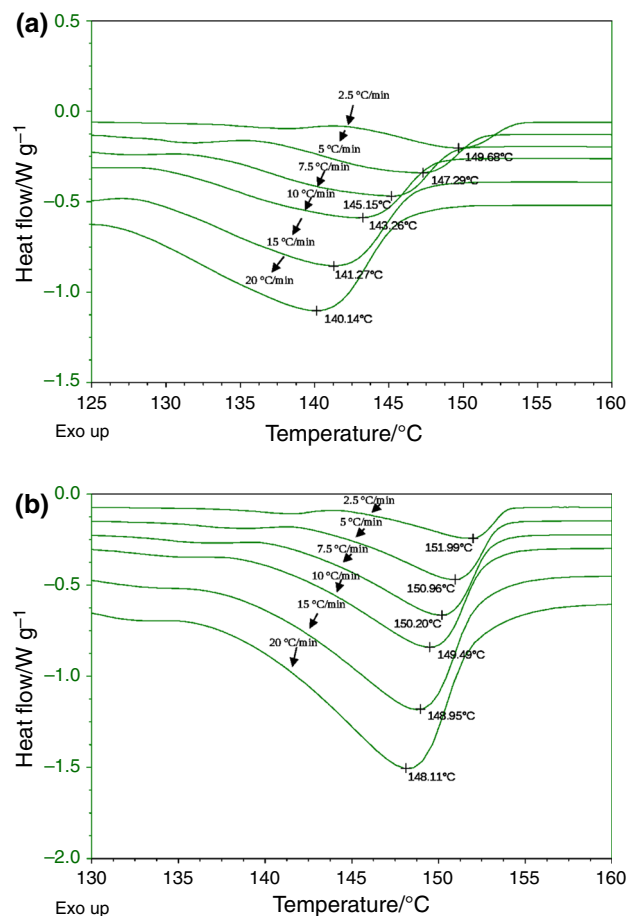 (a)
0.5
0.0
−0.5
−1.0
−1.5
Heat flow/W g–1
2.5 °C/min
5 °C/min
7.5 °C/min
10 °C/min
15 °C/min
20 °C/min
149.68°C
147.29°C
145.15°C
143.26°C
141.27°C
140.14°C
125 130 135 140 145 150 155 160
Exo up
Temperature/°C
(b)
0.0
−0.5
−1.0
−1.5
−2.0
Heat flow/W g–1
2.5 °C/min
5 °C/min
7.5 °C/min
10 °C/min
15 °C/min
20 °C/min
151.99°C
150.96°C
150.20°C
149.49°C
148.95°C
148.11°C
130 135 140 145 150 155 160
Exo up
Temperature/°C